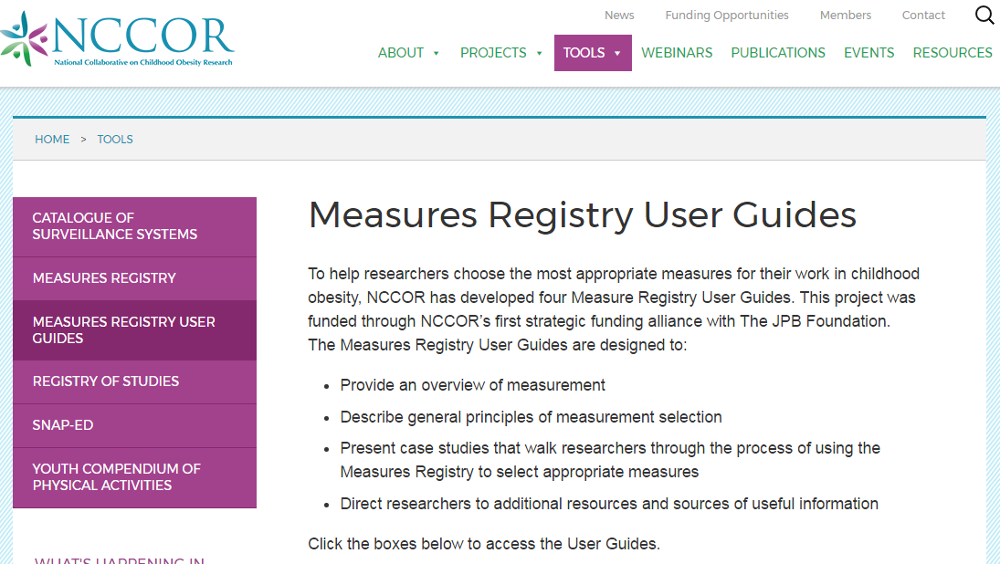 NCCOR
National Collaborative on Childhood Obesity Research
News Funding Opportunities Members Contact
ABOUT PROJECTS TOOLS WEBINARS PUBLICATIONS EVENTS RESOURCES
HOME > TOOLS
CATALOGUE OF
SURVEILLANCE SYSTEMS
MEASURES REGISTRY
MEASURES REGISTRY USER
GUIDES
REGISTRY OF STUDIES
SNAP-ED
YOUTH COMPENDIUM OF
PHYSICAL ACTIVITIES
WHAT'S HAPPENING IN
Measures Registry User Guides
To help researchers choose the most appropriate measures for their work in childhood
obesity, NCCOR has developed four Measure Registry User Guides. This project was
funded through NCCOR’s first strategic funding alliance with The JPB Foundation.
The Measures Registry User Guides are designed to:
• Provide an overview of measurement
• Describe general principles of measurement selection
• Present case studies that walk researchers through the process of using the
Measures Registry to select appropriate measures
• Direct researchers to additional resources and sources of useful information
Click the boxes below to access the User Guides.